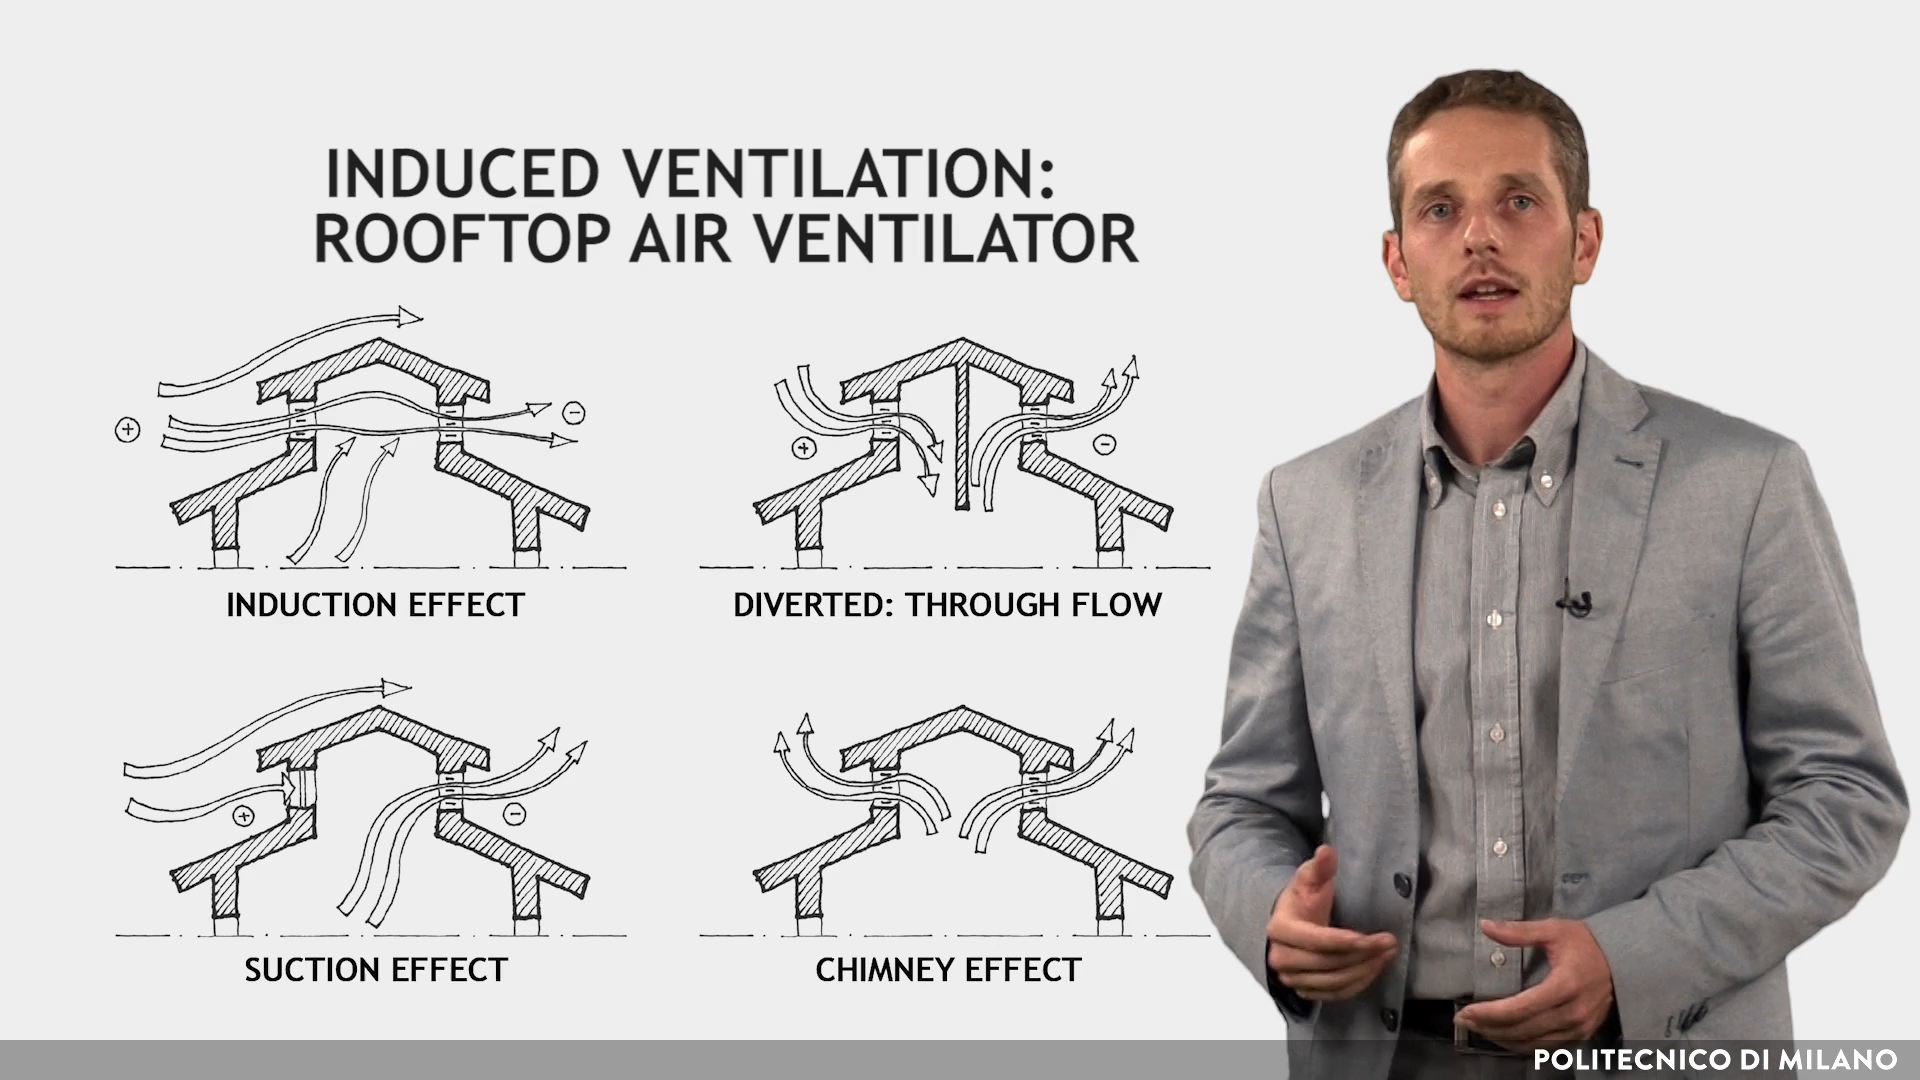 INDUCED VENTILATION:
ROOFTOP AIR VENTILATOR
+
-
+
-
INDUCTION EFFECT
DIVERTED: THROUGH FLOW
+
-
SUCTION EFFECT
CHIMNEY EFFECT
POLITECNICO DI MILANO